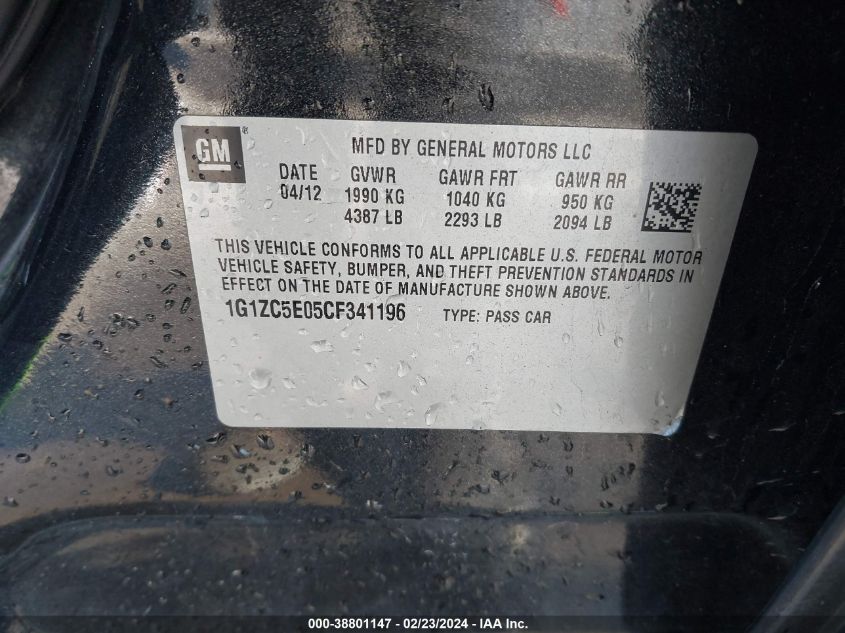 GM ®
MFD BY GENERAL MOTORS LLC
DATE GVWR GAWR FRT GAWR RR
04/12 1990 KG 1040 KG 950 KG
4387 LB 2293 LB 2094 LB
THIS VEHICLE CONFORMS TO ALL APPLICABLE U.S. FEDERAL MOTOR
VEHICLE SAFETY, BUMPER, AND THEFT PREVENTION STANDARDS IN
EFFECT ON THE DATE OF MANUFACTURE SHOWN ABOVE.
1G1ZC5E05CF341196 TYPE: PASS CAR
000-38801147 - 02/23/2024 - IAA Inc.